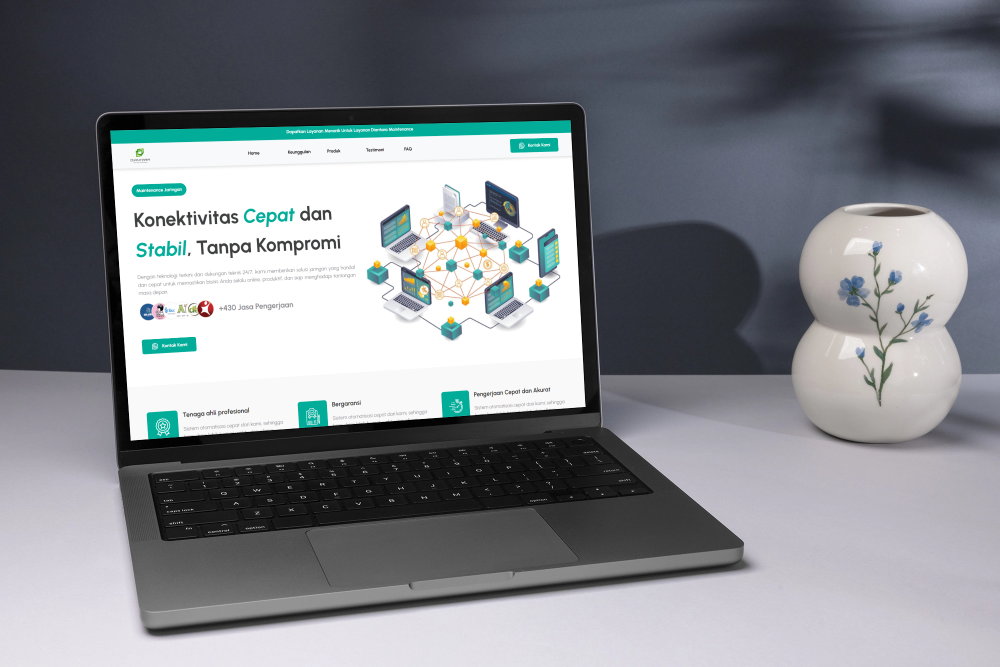 Dapatkan Layanan Menarik Untuk Layanan Diantara Maintenance
Home Keunggulan Produk Testimoni FAQ
Kontak Kami
Maintenance Jaringan
Konektivitas Cepat dan
Stabil, Tanpa Kompromi
Dengan teknologi terkini dan dukungan teknis 24/7, kami memberikan solusi jaringan yang handal
dan cepat untuk memastikan bisnis Anda selalu online, produktif, dan siap menghadapi tantangan
masa depan.
+430 Jasa Pengerjaan
Kontak Kami
Tenaga ahli profesional
Sistem otomatisasi cepat dari kami, sehingga
Bergaransi
Sistem otomatisasi cepat dari kami, sehingga
Pengerjaan Cepat dan Akurat
Sistem otomatisasi cepat dari kami, sehingga
esc
delete
tab
Q W E R T Y U I O P
caps lock
A S D F G H J K L
return
shift
Z X C V B N M
fn control option
option